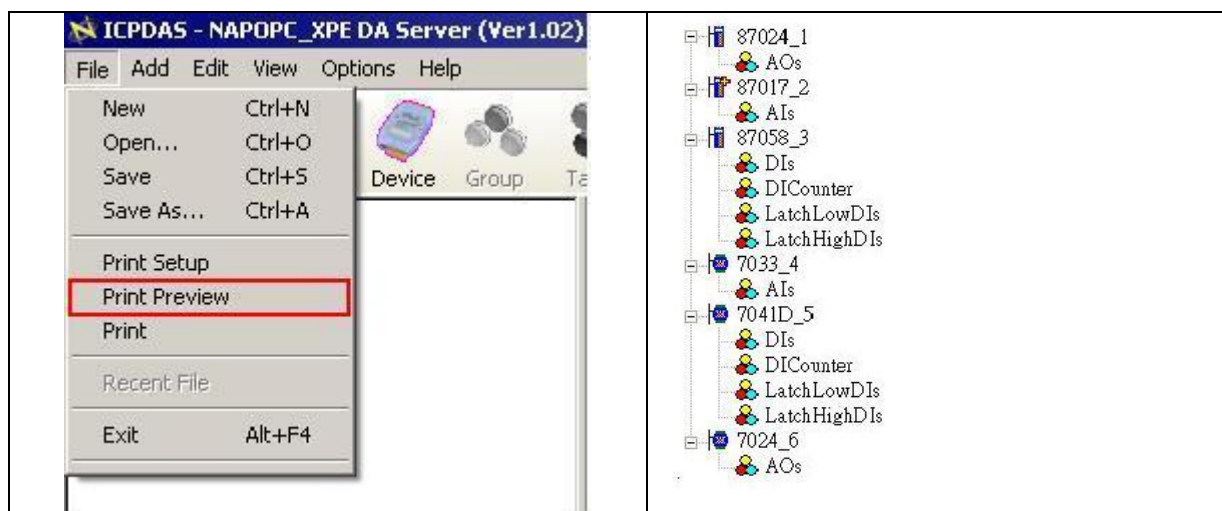 ICPDAS - NAPOPC_XPE DA Server (Ver1.02)
File Add Edit View Options Help
New Ctrl+N
Open... Ctrl+O
Save Ctrl+S
Save As... Ctrl+A
Print Setup
Print Preview
Print
Recent File
Exit Alt+F4
Device Group
87024_1
AOs
87017_2
AIs
87058_3
DIs
DICounter
LatchLowDIs
LatchHighDIs
7033_4
AIs
7041D_5
DIs
DICounter
LatchLowDIs
LatchHighDIs
7024_6
AOs